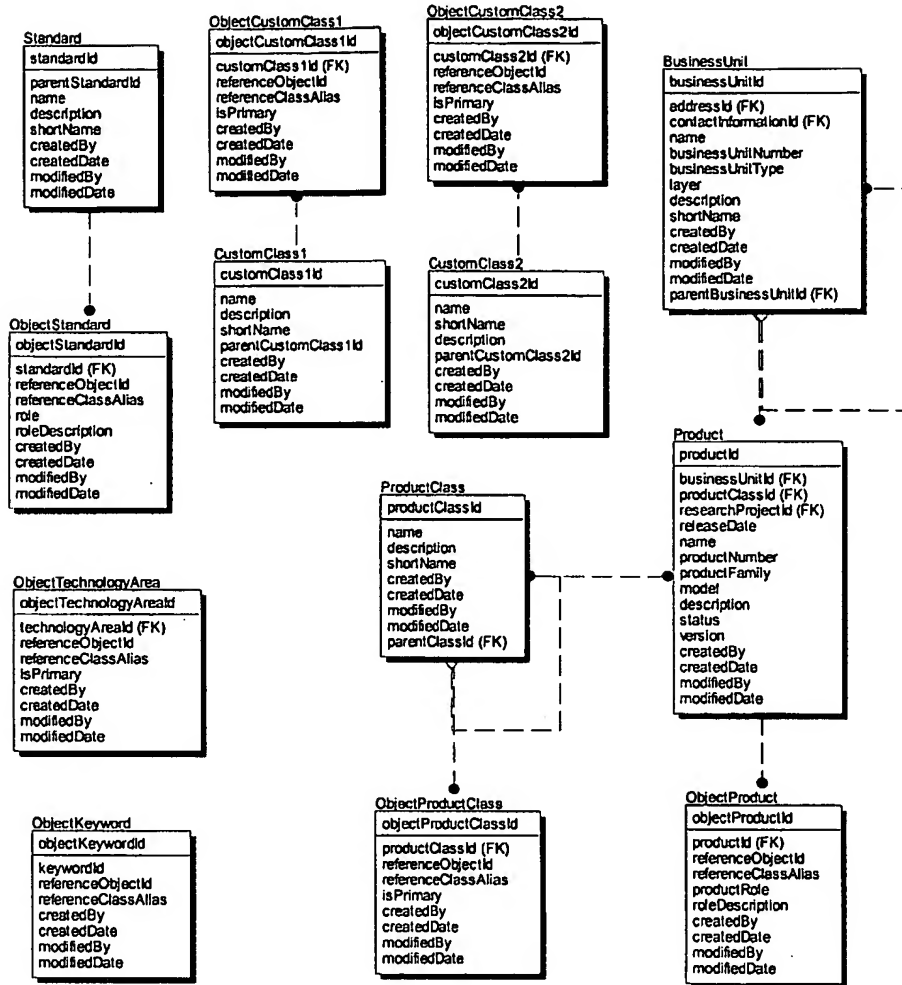 Standard
standardId
parentStandardId
name
description
shortName
createdBy
createdDate
modifiedBy
modifiedDate
ObjectCustomClass1
objectCustomClass1Id
customClass1Id (FK)
referenceObjectId
referenceClassAlias
isPrimary
createdBy
createdDate
modifiedBy
modifiedDate
ObjectCustomClass2
objectCustomClass2Id
customClass2Id (FK)
referenceObjectId
referenceClassAlias
isPrimary
createdBy
createdDate
modifiedBy
modifiedDate
BusinessUnit
businessUnitId
addressId (FK)
contactInformationId (FK)
name
businessUnitNumber
businessUnitType
layer
description
shortName
createdBy
createdDate
modifiedBy
modifiedDate
parentBusinessUnitId (FK)
CustomClass1
customClass1Id
name
description
shortName
parentCustomClass1Id
createdBy
createdDate
modifiedBy
modifiedDate
CustomClass2
customClass2Id
name
shortName
description
parentCustomClass2Id
createdBy
createdDate
modifiedBy
modifiedDate
ObjectStandard
objectStandardId
standardId (FK)
referenceObjectId
referenceClassAlias
role
roleDescription
createdBy
createdDate
modifiedBy
modifiedDate
ProductClass
productClassId
name
description
shortName
createdBy
createdDate
modifiedBy
modifiedDate
parentClassId (FK)
Product
productId
businessUnitId (FK)
productClassId (FK)
researchProjectId (FK)
releaseDate
name
productNumber
productFamily
model
description
status
version
createdBy
createdDate
modifiedBy
modifiedDate
ObjectTechnologyArea
objectTechnologyAreaId
technologyAreaId (FK)
referenceObjectId
referenceClassAlias
isPrimary
createdBy
createdDate
modifiedBy
modifiedDate
ObjectKeyword
objectKeywordId
keywordId
referenceObjectId
referenceClassAlias
createdBy
createdDate
modifiedBy
modifiedDate
ObjectProductClass
objectProductClassId
productClassId (FK)
referenceObjectId
referenceClassAlias
isPrimary
createdBy
createdDate
modifiedBy
modifiedDate
ObjectProduct
objectProductId
productId (FK)
referenceObjectId
referenceClassAlias
productRole
roleDescription
createdBy
createdDate
modifiedBy
modifiedDate